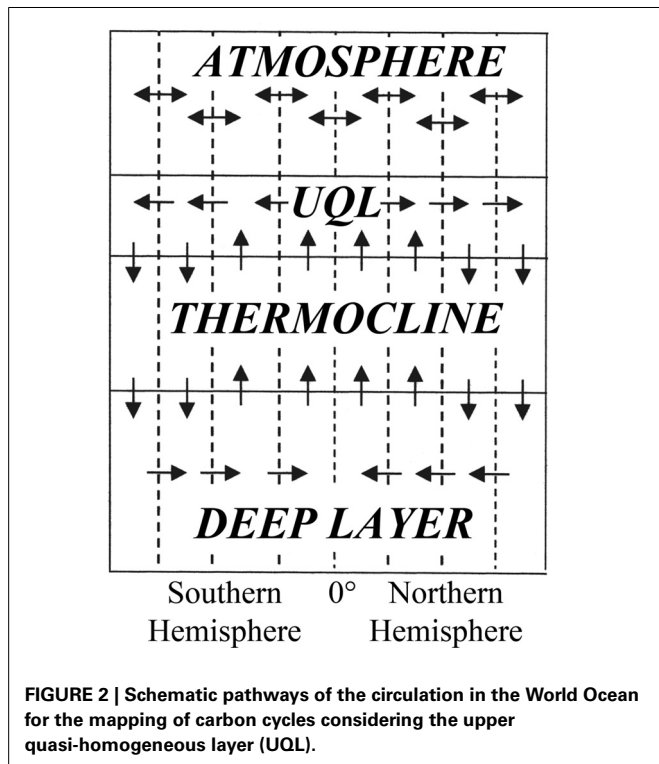 ATMOSPHERE
UQL
THERMOCLINE
DEEP LAYER
Southern Hemisphere
0°
Northern Hemisphere
FIGURE 2 | Schematic pathways of the circulation in the World Ocean
for the mapping of carbon cycles considering the upper
quasi-homogeneous layer (UQL).